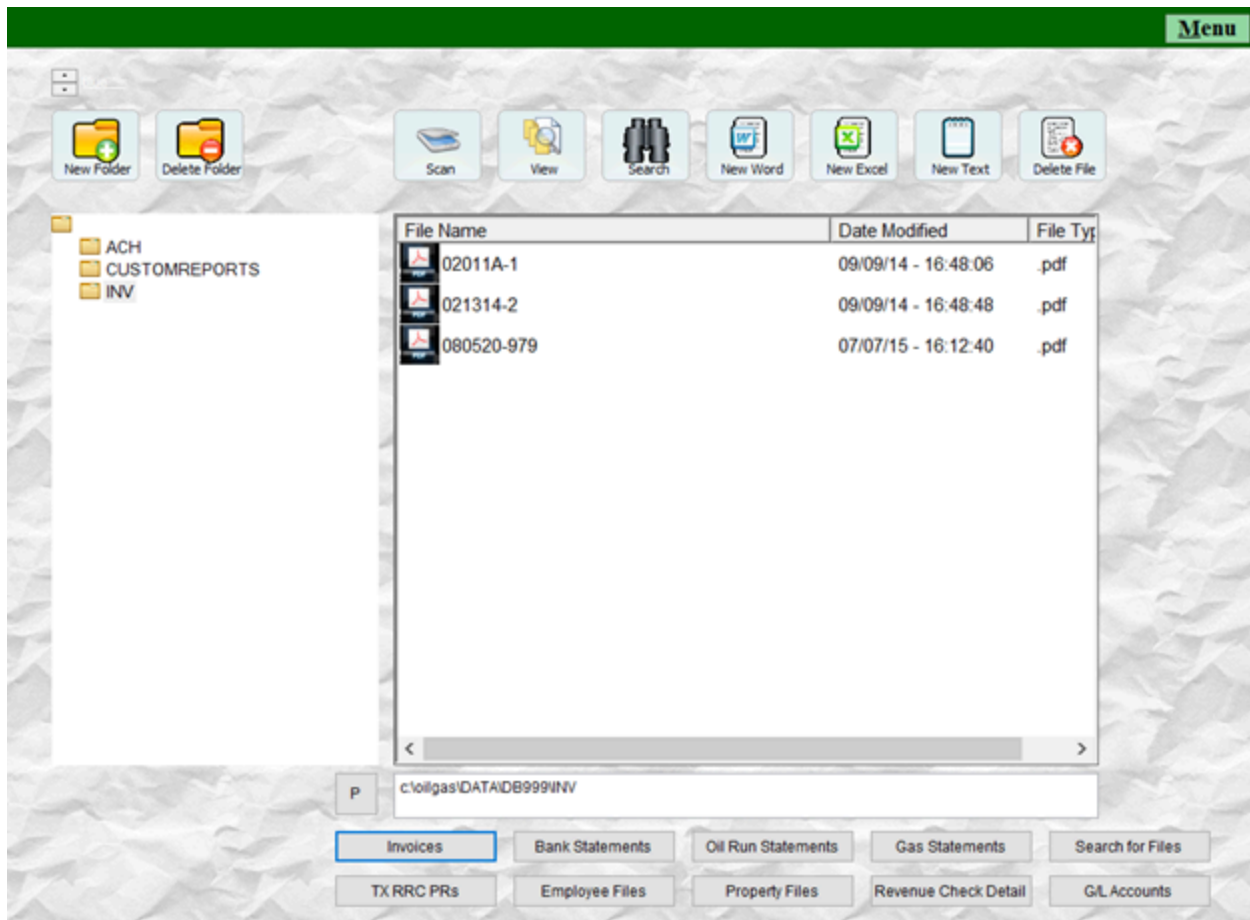 Menu
New Folder
Delete Folder
Scan
View
Search
New Word
New Excel
New Text
Delete File
ACH
CUSTOMREPORTS
INV
File Name Date Modified File Typ
02011A-1 09/09/14 - 16:48:06 .pdf
021314-2 09/09/14 - 16:48:48 .pdf
080520-979 07/07/15 - 16:12:40 .pdf
P c:\oilgas\DATA\DB999\INV
Invoices Bank Statements Oil Run Statements Gas Statements Search for Files
TX RRC PRs Employee Files Property Files Revenue Check Detail G/L Accounts